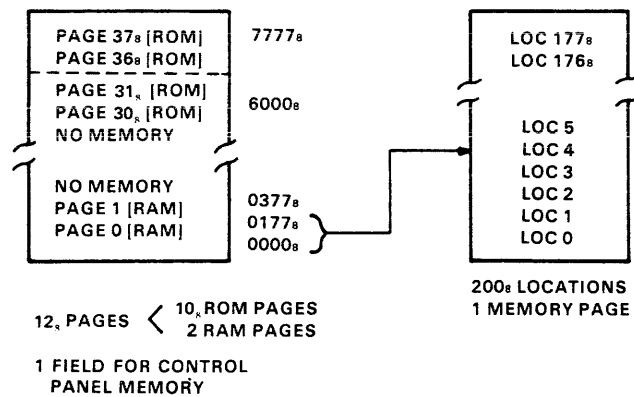 PAGE 37₈ [ROM] 7777₈
PAGE 36₈ [ROM]
PAGE 31₈ [ROM]
PAGE 30₈ [ROM] 6000₈
NO MEMORY
NO MEMORY
PAGE 1 [RAM] 0377₈
PAGE 0 [RAM] 0177₈
0000₈
12₈ PAGES < 10₈ ROM PAGES
2 RAM PAGES
1 FIELD FOR CONTROL
PANEL MEMORY
LOC 177₈
LOC 176₈
LOC 5
LOC 4
LOC 3
LOC 2
LOC 1
LOC 0
200₈ LOCATIONS
1 MEMORY PAGE